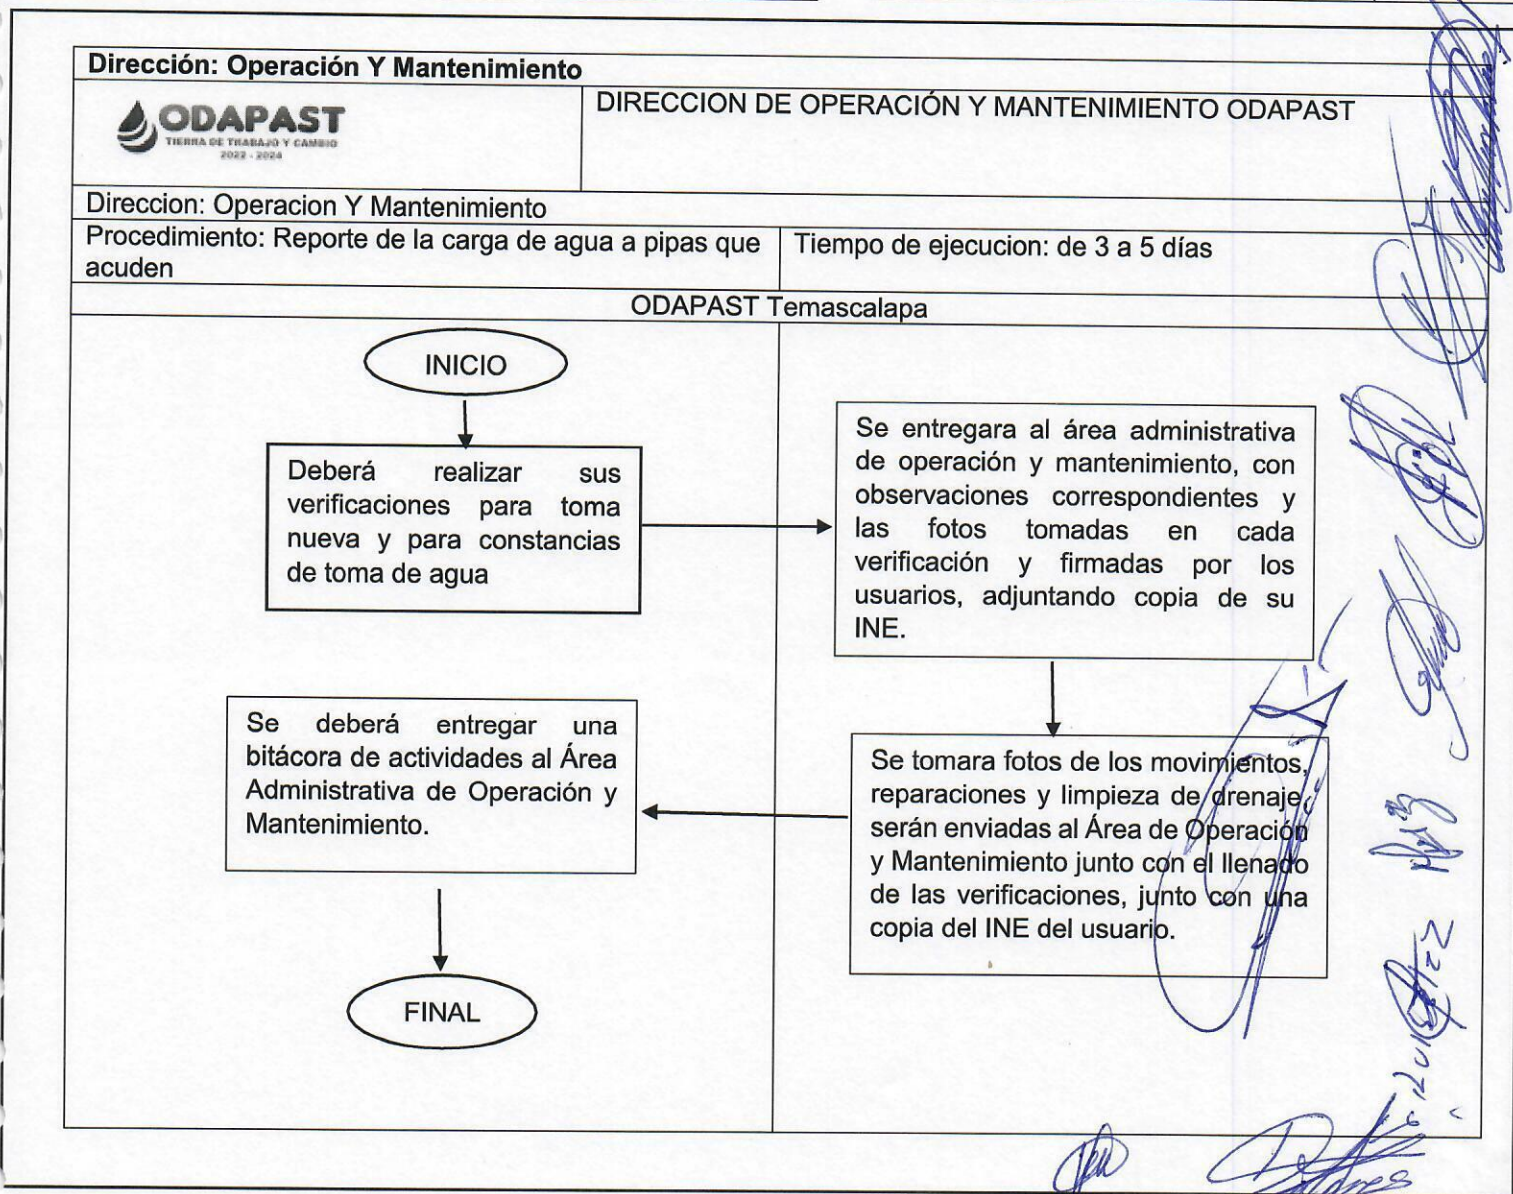 Dirección: Operación Y Mantenimiento
ODAPAST
TIERRA DE TRABAJO Y CAMBIO
2022 - 2024
DIRECCION DE OPERACIÓN Y MANTENIMIENTO ODAPAST
Direccion: Operacion Y Mantenimiento
Procedimiento: Reporte de la carga de agua a pipas que
acuden
Tiempo de ejecucion: de 3 a 5 días
ODAPAST Temascalapa
INICIO
Deberá realizar sus
verificaciones para toma
nueva y para constancias
de toma de agua
Se entregara al área administrativa
de operación y mantenimiento, con
observaciones correspondientes y
las fotos tomadas en cada
verificación y firmadas por los
usuarios, adjuntando copia de su
INE.
Se tomara fotos de los movimientos,
reparaciones y limpieza de drenaje,
serán enviadas al Área de Operación
y Mantenimiento junto con el llenado
de las verificaciones, junto con una
copia del INE del usuario.
Se deberá entregar una
bitácora de actividades al Área
Administrativa de Operación y
Mantenimiento.
FINAL